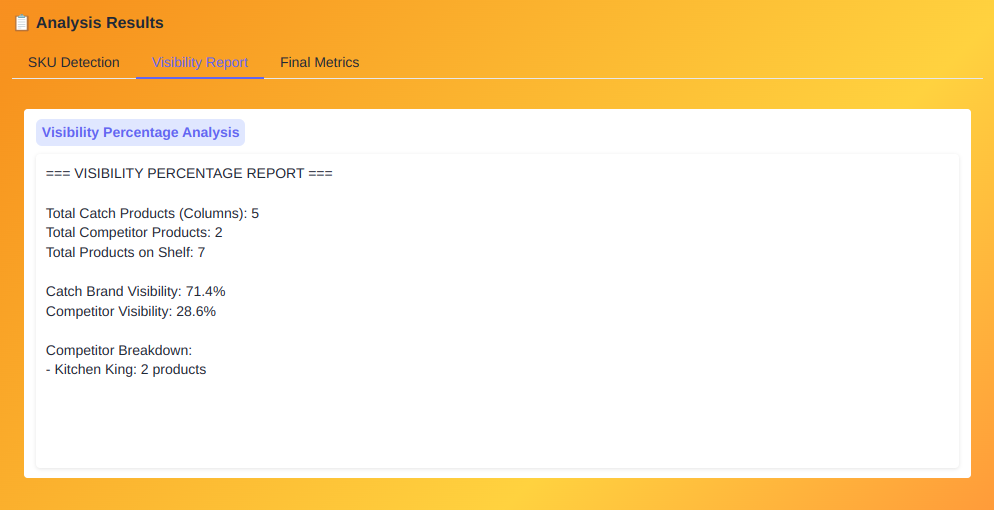 📋 Analysis Results
SKU Detection Visibility Report Final Metrics
Visibility Percentage Analysis
=== VISIBILITY PERCENTAGE REPORT ===
Total Catch Products (Columns): 5
Total Competitor Products: 2
Total Products on Shelf: 7
Catch Brand Visibility: 71.4%
Competitor Visibility: 28.6%
Competitor Breakdown:
- Kitchen King: 2 products